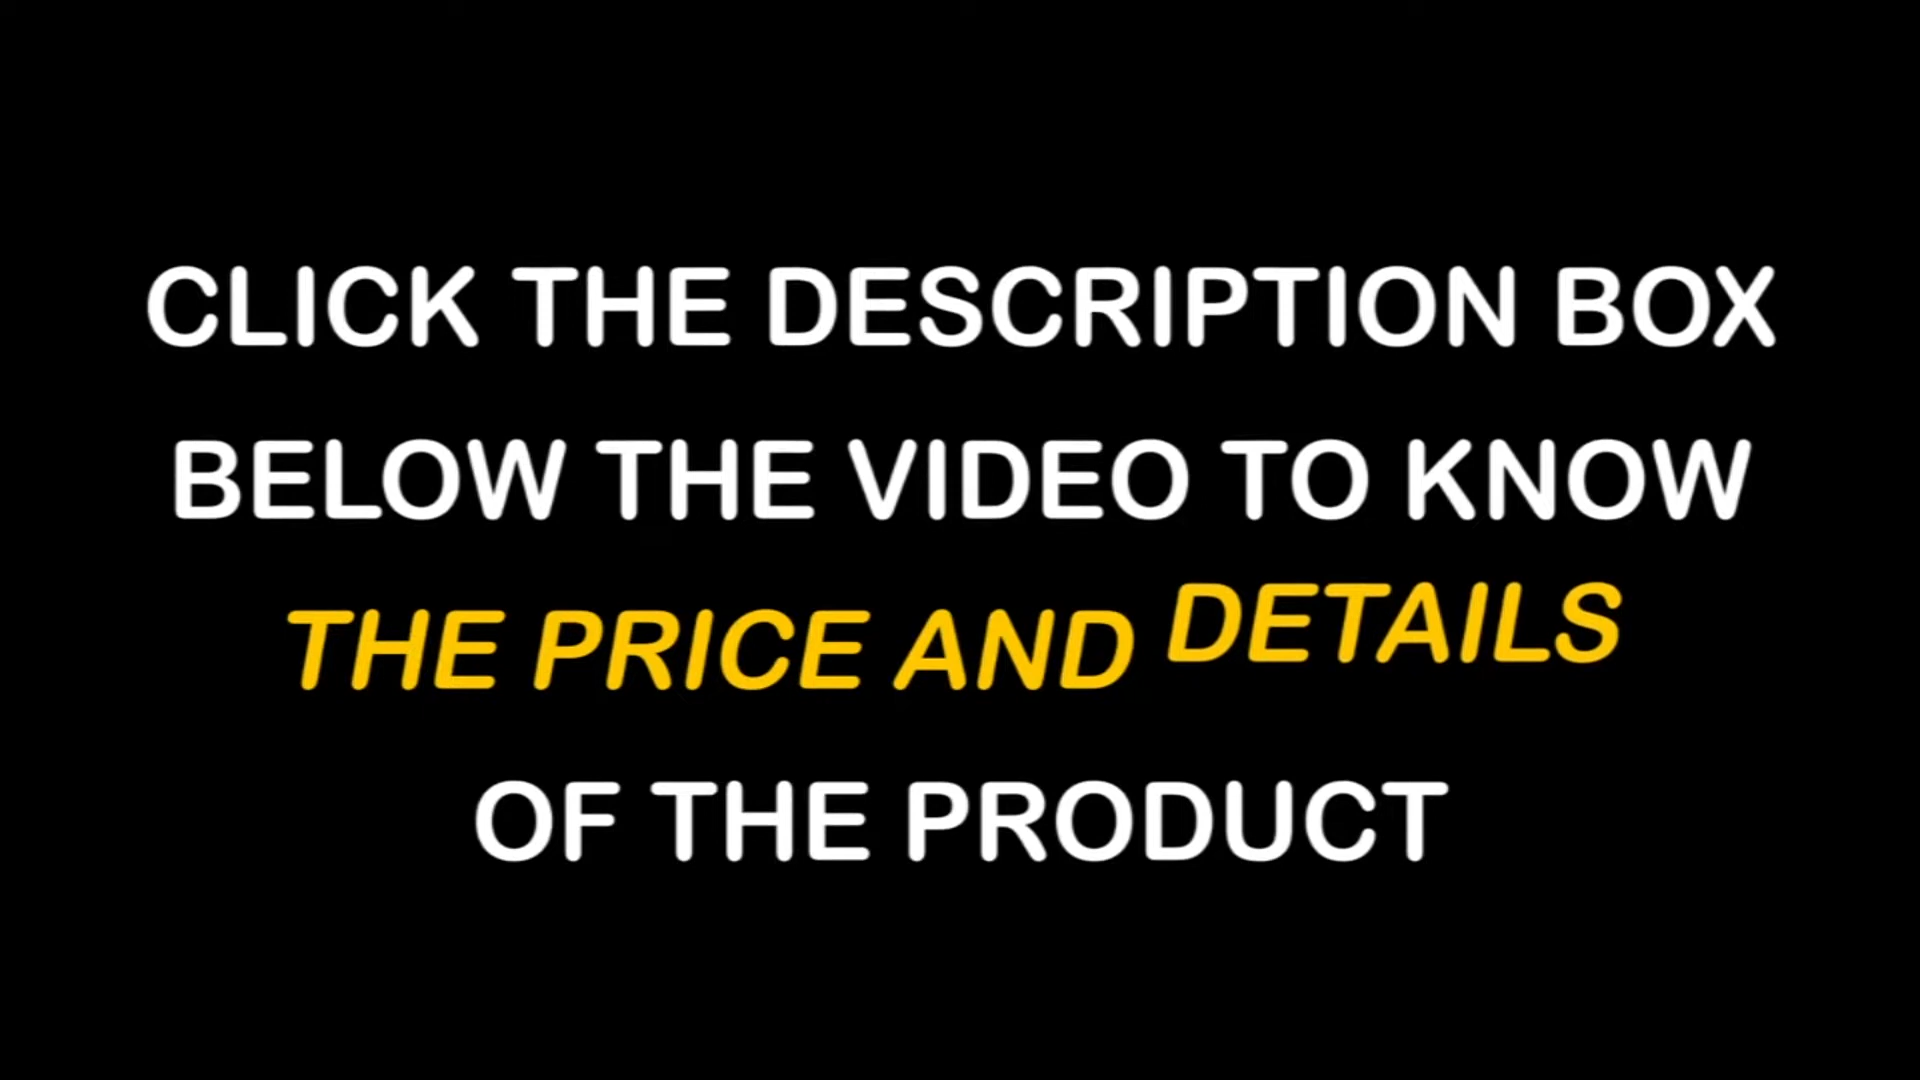 CLICK THE DESCRIPTION BOX
BELOW THE VIDEO TO KNOW
THE PRICE AND DETAILS
OF THE PRODUCT